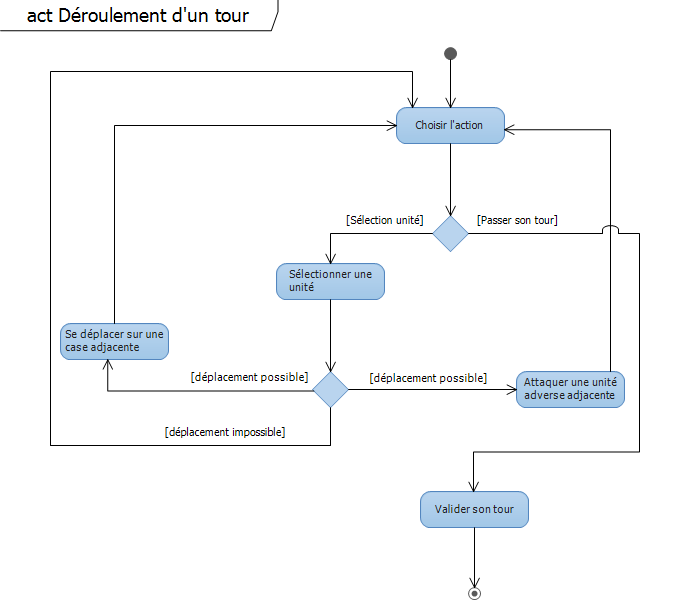 act Déroulement d'un tour
Choisir l'action
[Sélection unité]
[Passer son tour]
Sélectionner une
unité
Se déplacer sur une
case adjacente
[déplacement possible]
[déplacement possible]
Attaquer une unité
adverse adjacente
[déplacement impossible]
Valider son tour